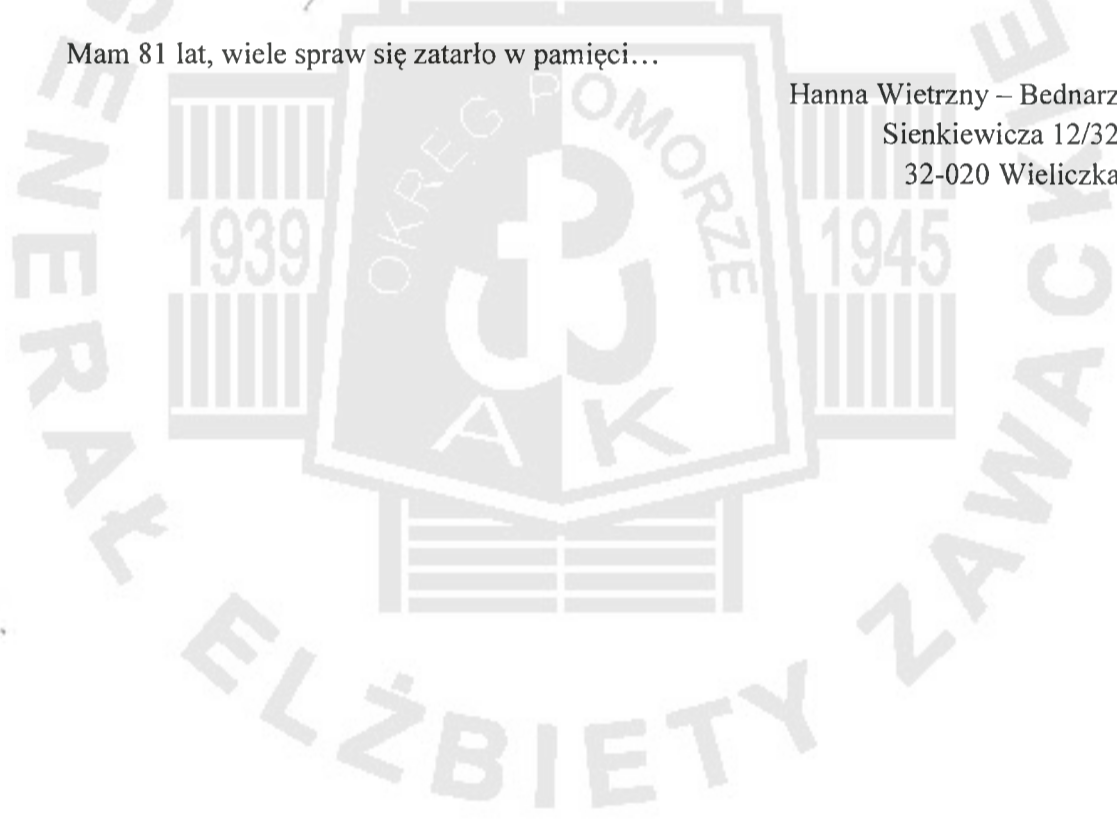 Mam 81 lat, wiele spraw się zatarło w pamięci…
Hanna Wietrzny – Bednarz
Sienkiewicza 12/32
32-020 Wieliczka
OKRĘG POMORZE
1939
1945
A K
GENERAŁ ELŻBIETY ZAWACKIE